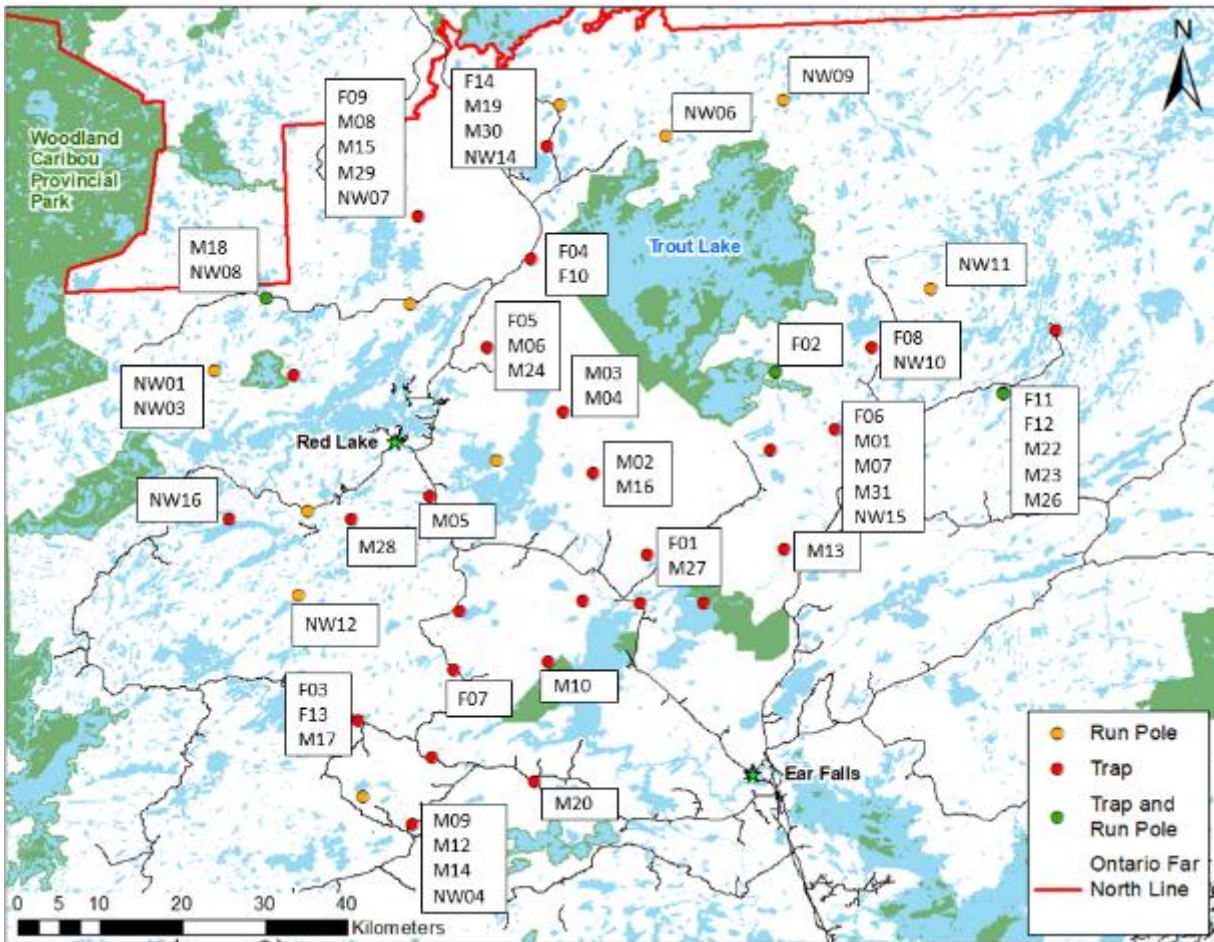 N
NW09
F14
M19
M30
NW14
F09
M08
M15
M29
NW07
NW06
Woodland
Caribou
Provincial
Park
Trout Lake
M18
NW08
F04
F10
NW11
F05
M06
M24
F02
F08
NW10
NW01
NW03
M03
M04
F11
F12
M22
M23
M26
F06
M01
M07
M31
NW15
Red Lake
M02
M16
NW16
M05
M28
F01
M27
M13
NW12
M10
F07
F03
F13
M17
Ear Falls
M20
M09
M12
M14
NW04
Run Pole
Trap
Trap and
Run Pole
Ontario Far
North Line
0 5 10 20 30 40
Kilometers